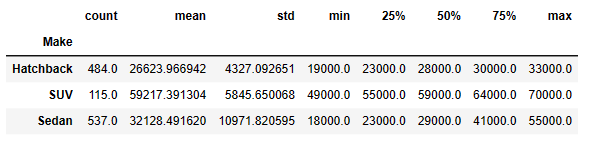 count mean std min 25% 50% 75% max
Make
Hatchback 484.0 26623.966942 4327.092651 19000.0 23000.0 28000.0 30000.0 33000.0
SUV 115.0 59217.391304 5845.650068 49000.0 55000.0 59000.0 64000.0 70000.0
Sedan 537.0 32128.491620 10971.820595 18000.0 23000.0 29000.0 41000.0 55000.0